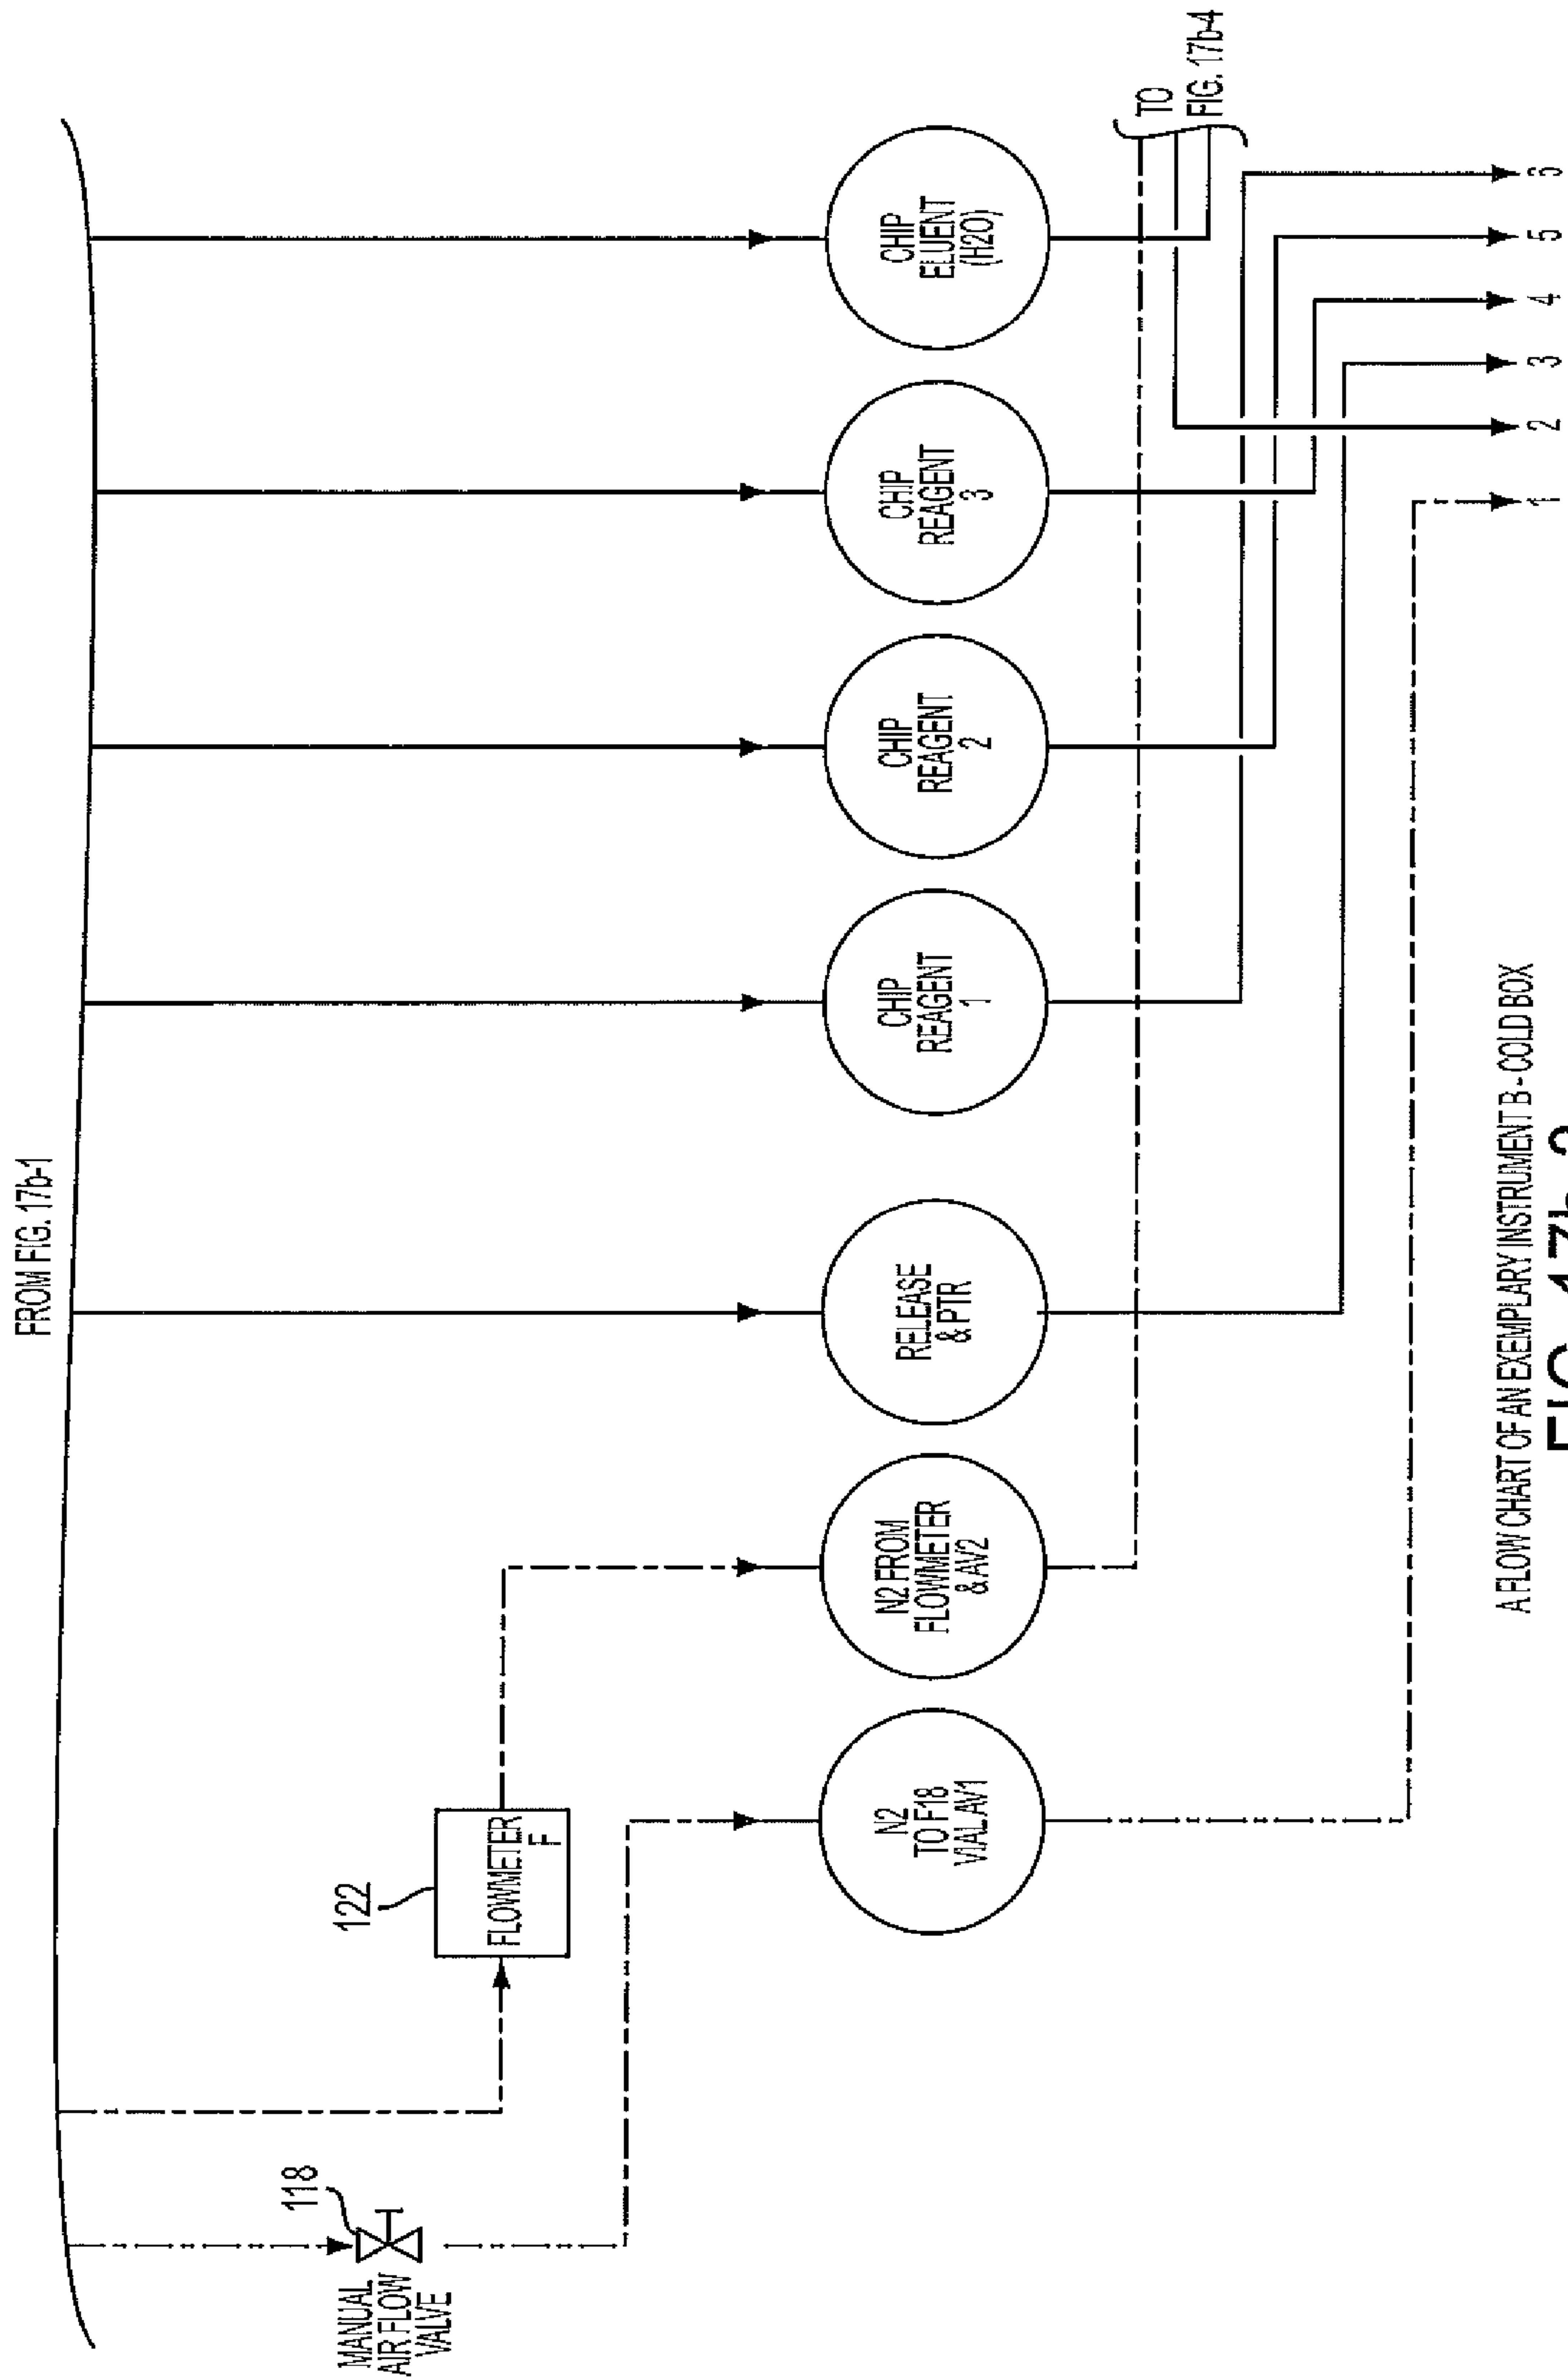 FROM FIG. 17b-1
MANUAL
AIR FLOW
VALVE
118
122
FLOWMETER
F
N2
TO F18
VIAL AV1
N2 FROM
FLOWMETER
& AV2
RELEASE
& PTR
CHIP
REAGENT
1
CHIP
REAGENT
2
CHIP
REAGENT
3
CHIP
ELUENT
(H2O)
TO
FIG. 17b-4
1
2
3
4
5
6
A FLOW CHART OF AN EXEMPLARY INSTRUMENT B - COLD BOX
FIG. 17b-